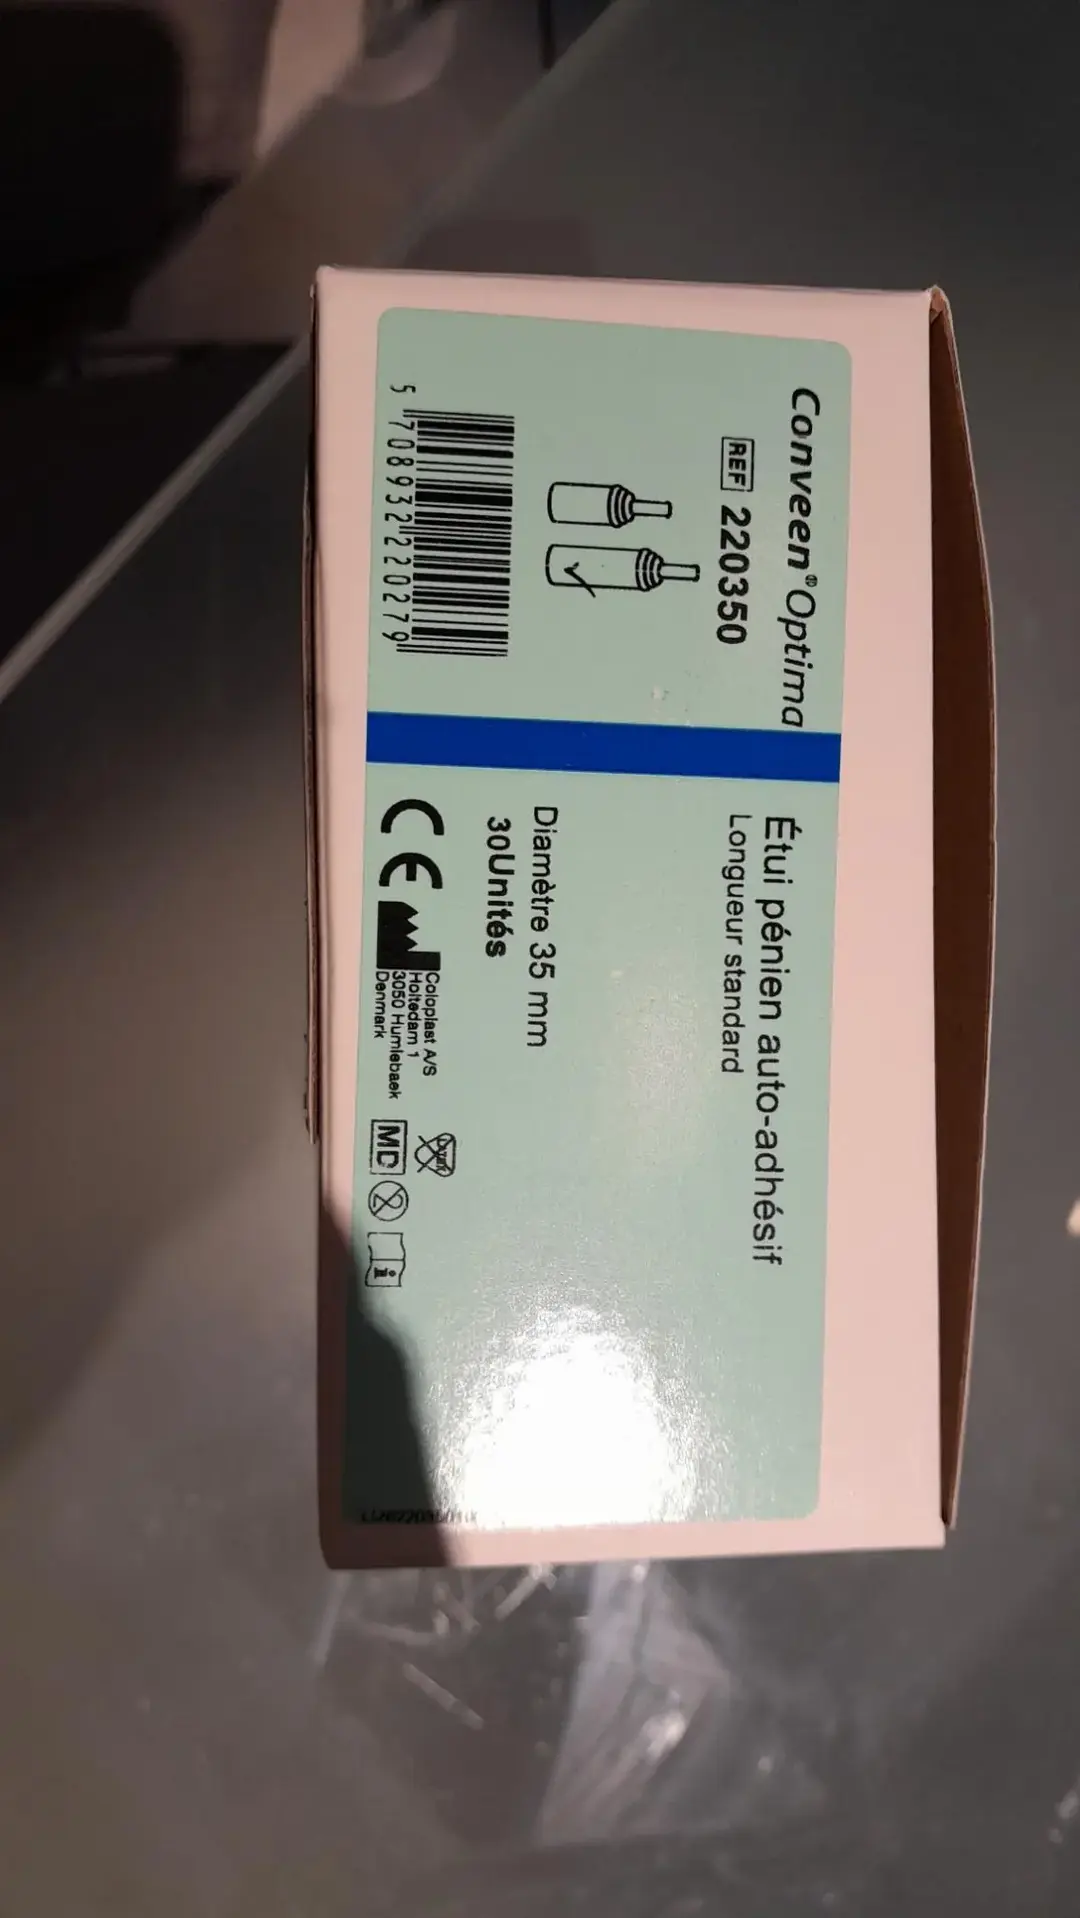 Conveen®Optima
REF 220350
5 708932 220279
Étui pénien auto-adhésif
Longueur standard
Diamètre 35 mm
30Unités
CE
Coloplast A/S
Holtedam 1
3050 Humlebaek
Denmark
MD
2
i